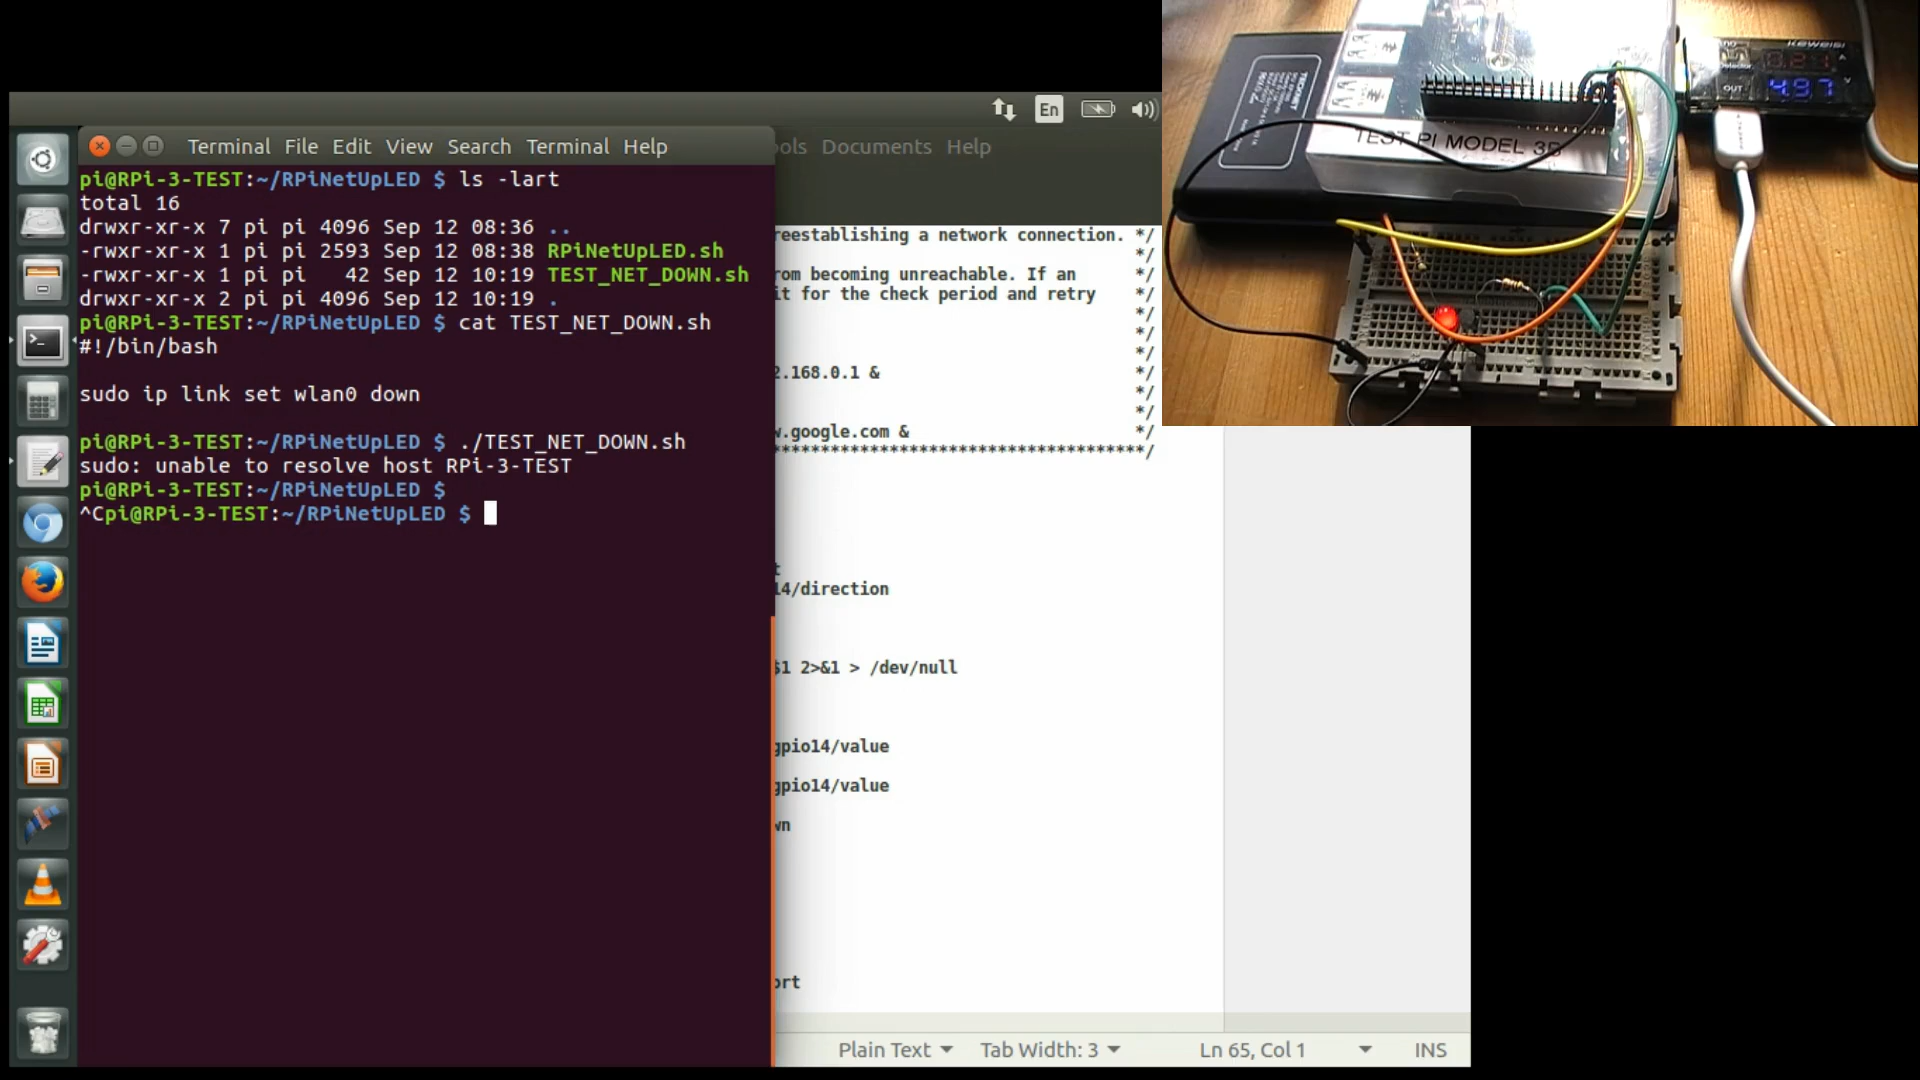 En
Terminal File Edit View Search Terminal Help
ols Documents Help
pi@RPi-3-TEST:~/RPiNetUpLED $ ls -lart
total 16
drwxr-xr-x 7 pi pi 4096 Sep 12 08:36 ..
-rwxr-xr-x 1 pi pi 2593 Sep 12 08:38 RPiNetUpLED.sh
-rwxr-xr-x 1 pi pi   42 Sep 12 10:19 TEST_NET_DOWN.sh
drwxr-xr-x 2 pi pi 4096 Sep 12 10:19 .
pi@RPi-3-TEST:~/RPiNetUpLED $ cat TEST_NET_DOWN.sh
#!/bin/bash
sudo ip link set wlan0 down
pi@RPi-3-TEST:~/RPiNetUpLED $ ./TEST_NET_DOWN.sh
sudo: unable to resolve host RPi-3-TEST
pi@RPi-3-TEST:~/RPiNetUpLED $
^Cpi@RPi-3-TEST:~/RPiNetUpLED $
reestablishing a network connection. */
*/
om becoming unreachable. If an */
it for the check period and retry */
*/
*/
*/
2.168.0.1 & */
*/
*/
w.google.com & */
**************************************/
t
14/direction
$1 2>&1 > /dev/null
gpio14/value
gpio14/value
wn
ort
Plain Text Tab Width: 3 Ln 65, Col 1 INS
TEST PI MODEL 3B
KEWEISI
OUT
4.97